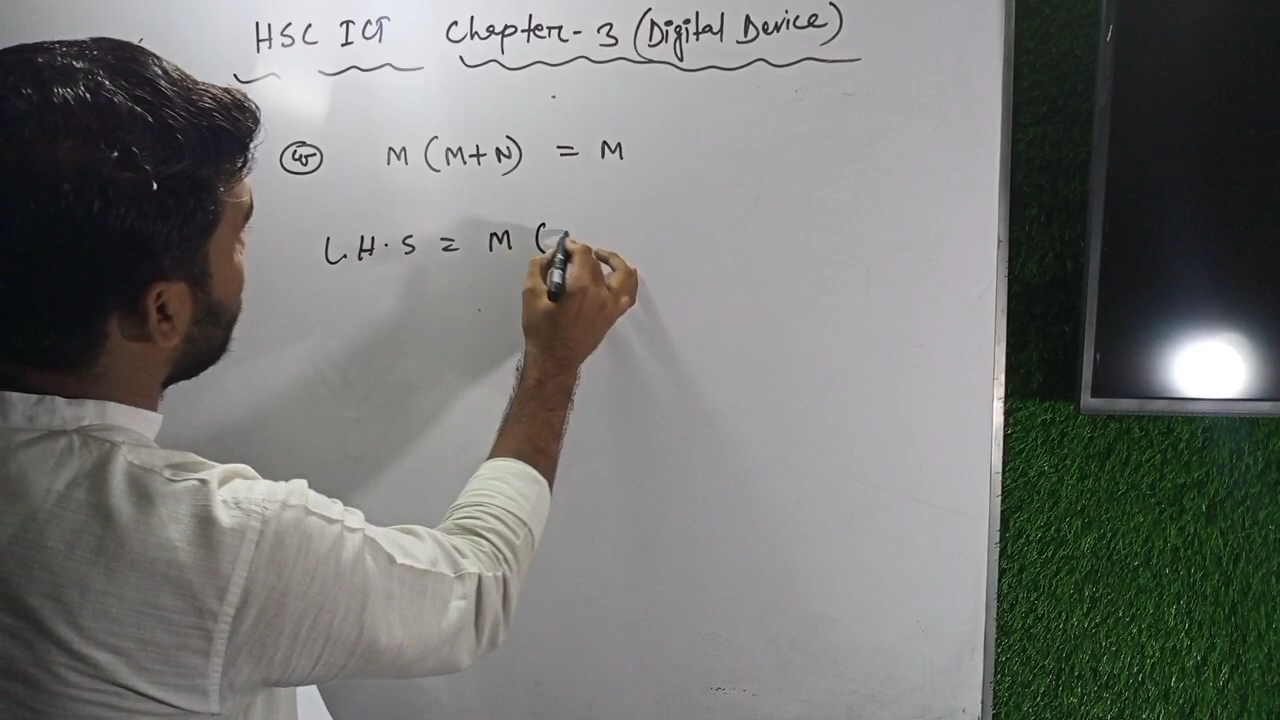 HSC ICT Chapter-3 (Digital Device)
M (M+N) = M
L.H.S = M (